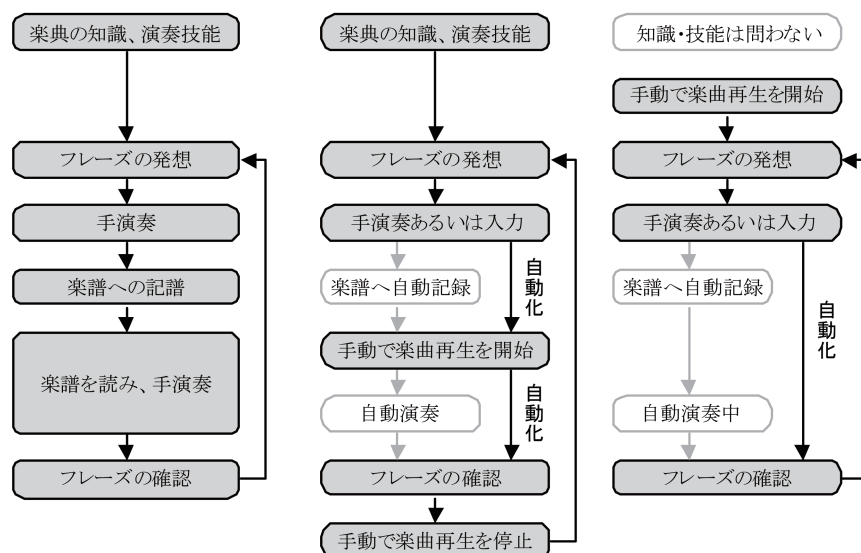 楽典の知識、演奏技能
フレーズの発想
手演奏
楽譜への記譜
楽譜を読み、手演奏
フレーズの確認
楽典の知識、演奏技能
フレーズの発想
手演奏あるいは入力
楽譜へ自動記録
自動化
手動で楽曲再生を開始
自動演奏
自動化
フレーズの確認
手動で楽曲再生を停止
知識・技能は問わない
手動で楽曲再生を開始
フレーズの発想
手演奏あるいは入力
楽譜へ自動記録
自動化
自動演奏中
フレーズの確認